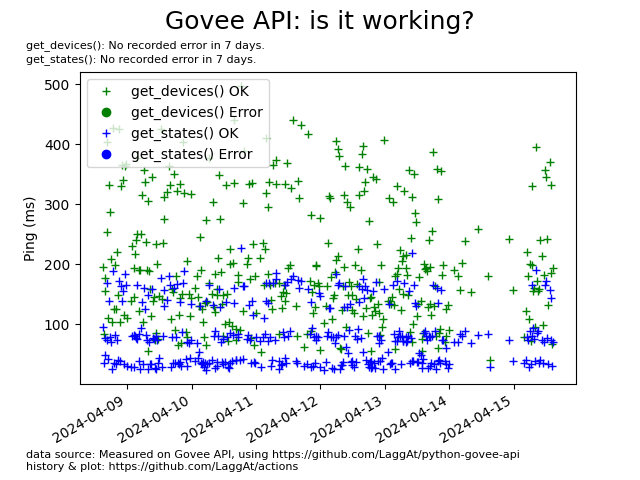 Govee API: is it working?
get_devices(): No recorded error in 7 days.
get_states(): No recorded error in 7 days.
get_devices() OK
get_devices() Error
get_states() OK
get_states() Error
500
400
300
200
100
Ping (ms)
2024-04-09
2024-04-10
2024-04-11
2024-04-12
2024-04-13
2024-04-14
2024-04-15
data source: Measured on Govee API, using https://github.com/LaggAt/python-govee-api
history & plot: https://github.com/LaggAt/actions